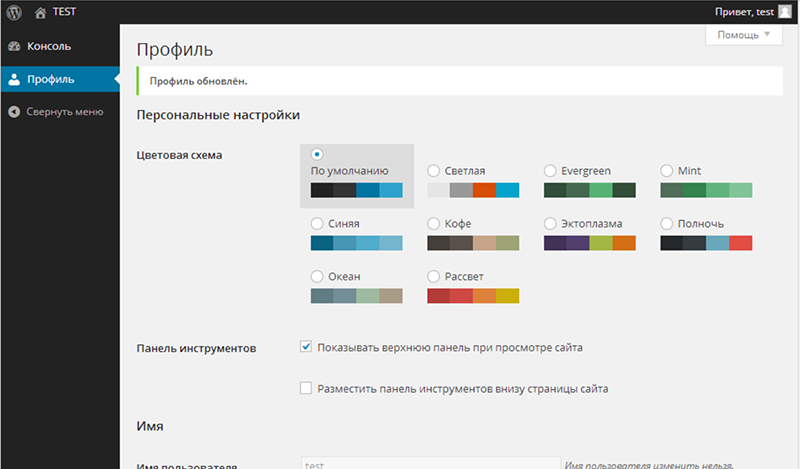 TEST
Привет, test
Консоль
Профиль
Свернуть меню
Помощь
Профиль
Профиль обновлён.
Персональные настройки
Цветовая схема
По умолчанию
Светлая
Evergreen
Mint
Синяя
Кофе
Эктоплазма
Полночь
Океан
Рассвет
Панель инструментов
Показывать верхнюю панель при просмотре сайта
Разместить панель инструментов внизу страницы сайта
Имя
Имя пользователя
test
Имя пользователя изменить нельзя.